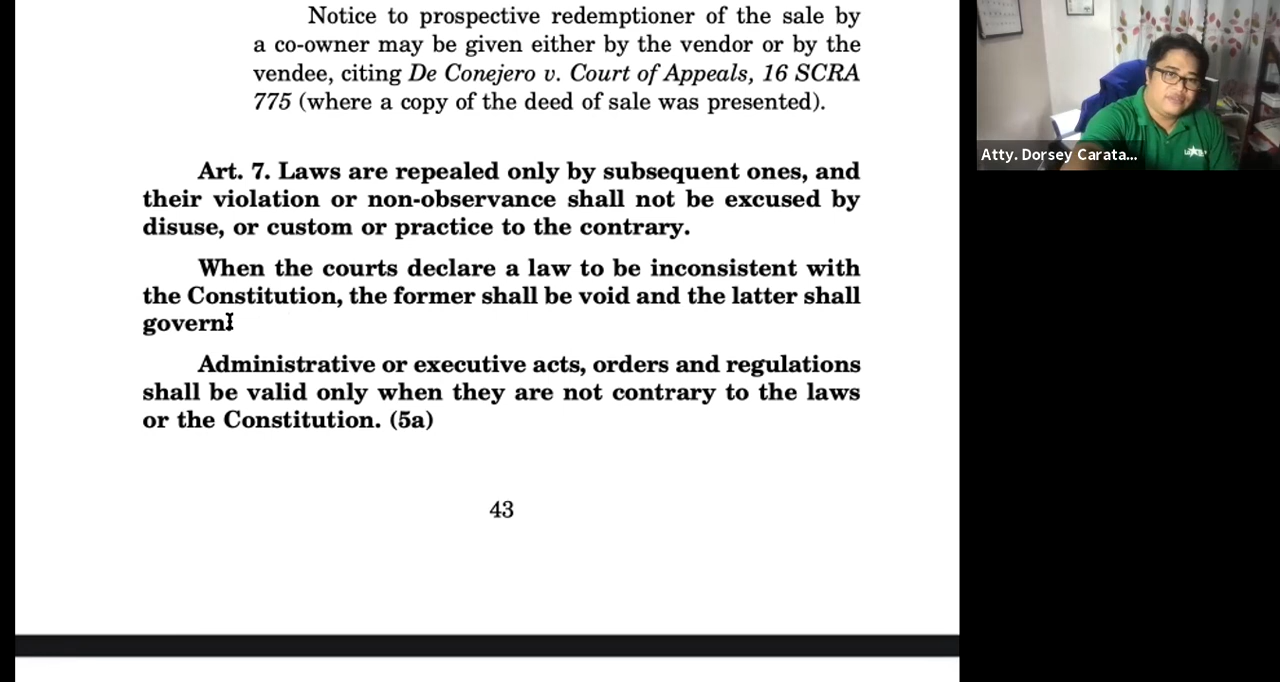 Notice to prospective redemptioner of the sale by
a co-owner may be given either by the vendor or by the
vendee, citing De Conejero v. Court of Appeals, 16 SCRA
775 (where a copy of the deed of sale was presented).
Art. 7. Laws are repealed only by subsequent ones, and
their violation or non-observance shall not be excused by
disuse, or custom or practice to the contrary.
When the courts declare a law to be inconsistent with
the Constitution, the former shall be void and the latter shall
govern
Administrative or executive acts, orders and regulations
shall be valid only when they are not contrary to the laws
or the Constitution. (5a)
43
Atty. Dorsey Carata...